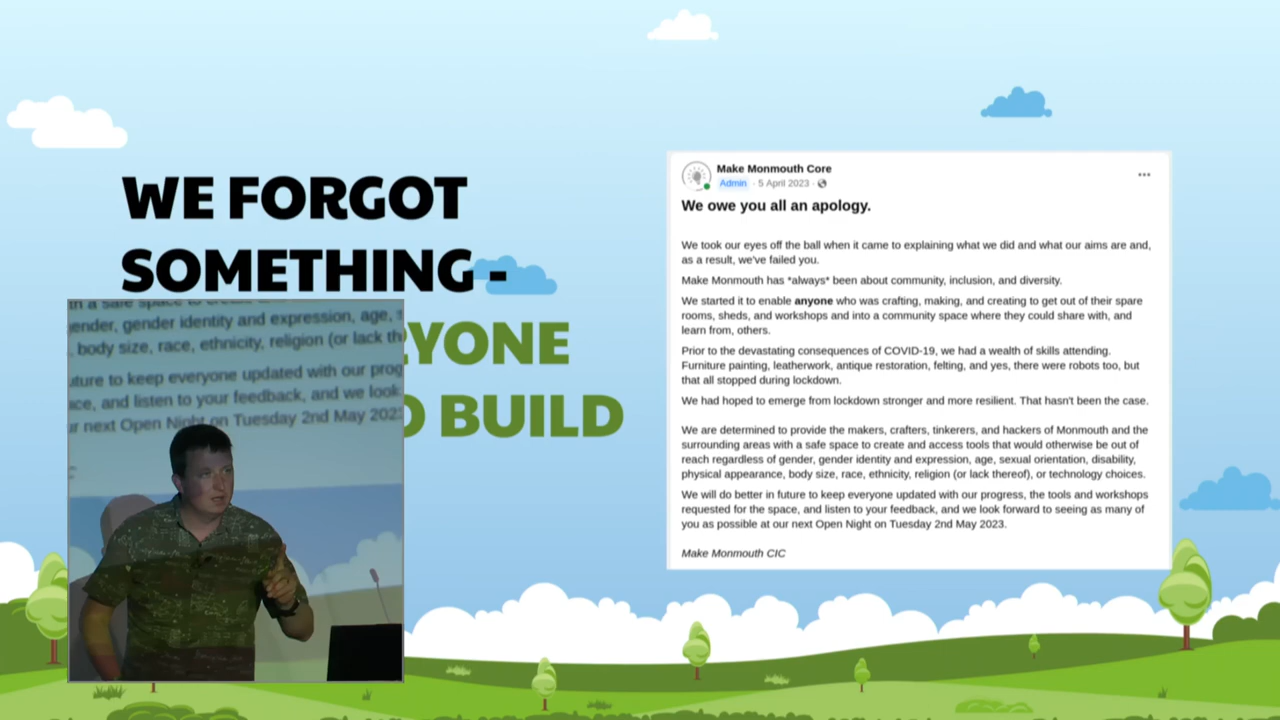 WE FORGOT
SOMETHING -
RYONE
BUILD
Make Monmouth Core
Admin · 5 April 2023 ·
We owe you all an apology.
We took our eyes off the ball when it came to explaining what we did and what our aims are and,
as a result, we've failed you.
Make Monmouth has *always* been about community, inclusion, and diversity.
We started it to enable anyone who was crafting, making, and creating to get out of their spare
rooms, sheds, and workshops and into a community space where they could share with, and
learn from, others.
Prior to the devastating consequences of COVID-19, we had a wealth of skills attending.
Furniture painting, leatherwork, antique restoration, felting, and yes, there were robots too, but
that all stopped during lockdown.
We had hoped to emerge from lockdown stronger and more resilient. That hasn't been the case.
We are determined to provide the makers, crafters, tinkerers, and hackers of Monmouth and the
surrounding areas with a safe space to create and access tools that would otherwise be out of
reach regardless of gender, gender identity and expression, age, sexual orientation, disability,
physical appearance, body size, race, ethnicity, religion (or lack thereof), or technology choices.
We will do better in future to keep everyone updated with our progress, the tools and workshops
requested for the space, and listen to your feedback, and we look forward to seeing as many of
you as possible at our next Open Night on Tuesday 2nd May 2023.
Make Monmouth CIC
th a safe space to create
ender, gender identity and expression, age,
, body size, race, ethnicity, religion (or lack th
uture to keep everyone updated with our prog
ace, and listen to your feedback, and we look
ur next Open Night on Tuesday 2nd May 202